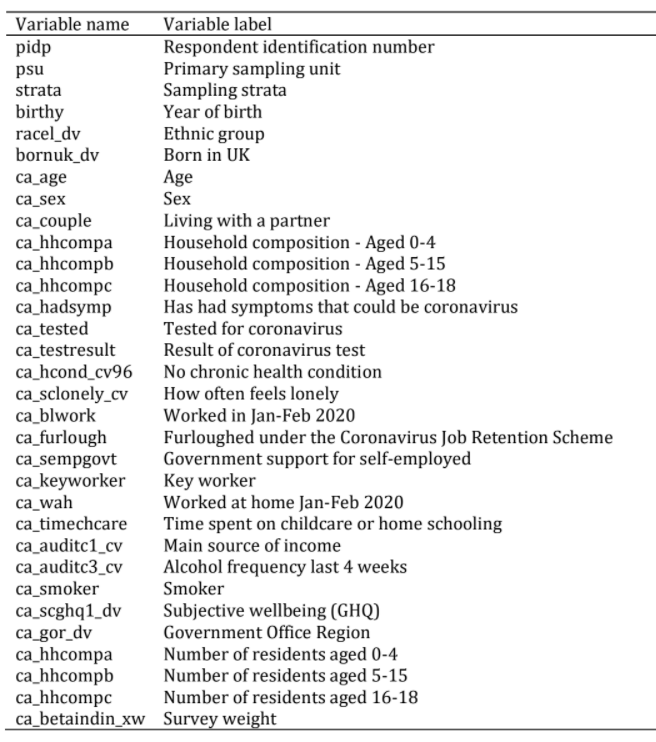 Variable name Variable label
pidp Respondent identification number
psu Primary sampling unit
strata Sampling strata
birthy Year of birth
racel_dv Ethnic group
bornuk_dv Born in UK
ca_age Age
ca_sex Sex
ca_couple Living with a partner
ca_hhcompa Household composition - Aged 0-4
ca_hhcompb Household composition - Aged 5-15
ca_hhcompc Household composition - Aged 16-18
ca_hadsymp Has had symptoms that could be coronavirus
ca_tested Tested for coronavirus
ca_testresult Result of coronavirus test
ca_hcond_cv96 No chronic health condition
ca_sclonely_cv How often feels lonely
ca_blwork Worked in Jan-Feb 2020
ca_furlough Furloughed under the Coronavirus Job Retention Scheme
ca_sempgovt Government support for self-employed
ca_keyworker Key worker
ca_wah Worked at home Jan-Feb 2020
ca_timechcare Time spent on childcare or home schooling
ca_auditc1_cv Main source of income
ca_auditc3_cv Alcohol frequency last 4 weeks
ca_smoker Smoker
ca_scghq1_dv Subjective wellbeing (GHQ)
ca_gor_dv Government Office Region
ca_hhcompa Number of residents aged 0-4
ca_hhcompb Number of residents aged 5-15
ca_hhcompc Number of residents aged 16-18
ca_betaindin_xw Survey weight